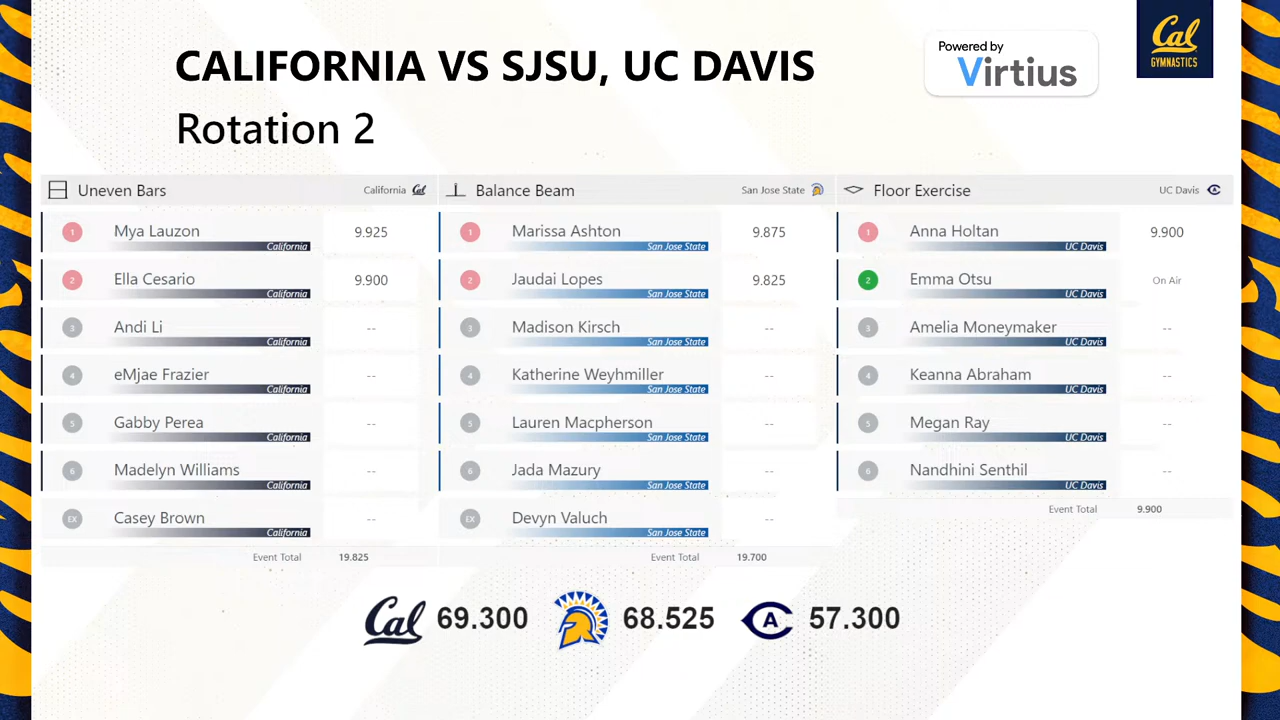 CALIFORNIA VS SJSU, UC DAVIS
Rotation 2
Powered by
Virtius
Cal
GYMNASTICS
Uneven Bars California Cal
1 Mya Lauzon 9.925
California
2 Ella Cesario 9.900
California
3 Andi Li --
California
4 eMjae Frazier --
California
5 Gabby Perea --
California
6 Madelyn Williams --
California
EX Casey Brown --
California
Event Total 19.825
Balance Beam San Jose State
1 Marissa Ashton 9.875
San Jose State
2 Jaudai Lopes 9.825
San Jose State
3 Madison Kirsch --
San Jose State
4 Katherine Weyhmiller --
San Jose State
5 Lauren Macpherson --
San Jose State
6 Jada Mazury --
San Jose State
EX Devyn Valuch --
San Jose State
Event Total 19.700
Floor Exercise UC Davis
1 Anna Holtan 9.900
UC Davis
2 Emma Otsu On Air
UC Davis
3 Amelia Moneymaker --
UC Davis
4 Keanna Abraham --
UC Davis
5 Megan Ray --
UC Davis
6 Nandhini Senthil --
UC Davis
Event Total 9.900
Cal 69.300 68.525 CA 57.300